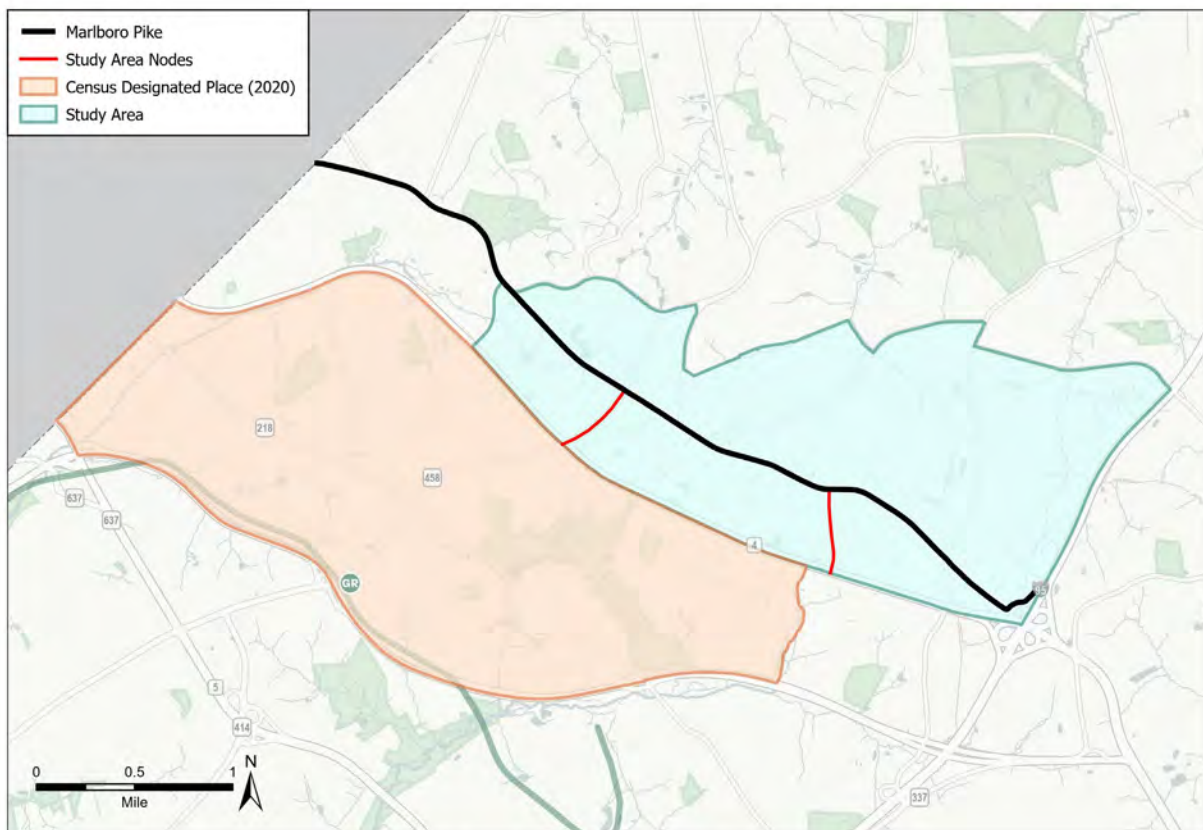 Marlboro Pike
Study Area Nodes
Census Designated Place (2020)
Study Area
218
458
637
637
4
GR
95
5
414
337
0 0.5 1
Mile
N